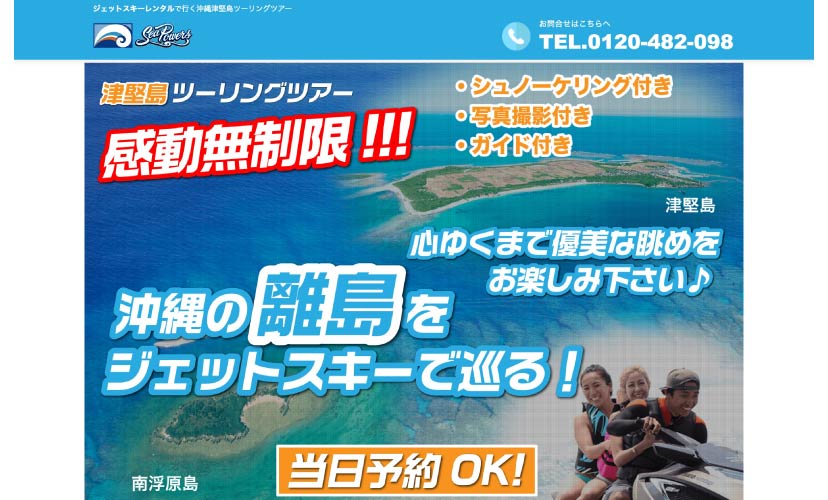 ジェットスキーレンタルで行く沖縄津堅島ツーリングツアー
Sea Powers
お問合せはこちらへ
TEL.0120-482-098
津堅島ツーリングツアー
感動無制限!!!
・シュノーケリング付き
・写真撮影付き
・ガイド付き
津堅島
心ゆくまで優美な眺めを
お楽しみ下さい♪
沖縄の離島を
ジェットスキーで巡る！
南浮原島
当日予約 OK!